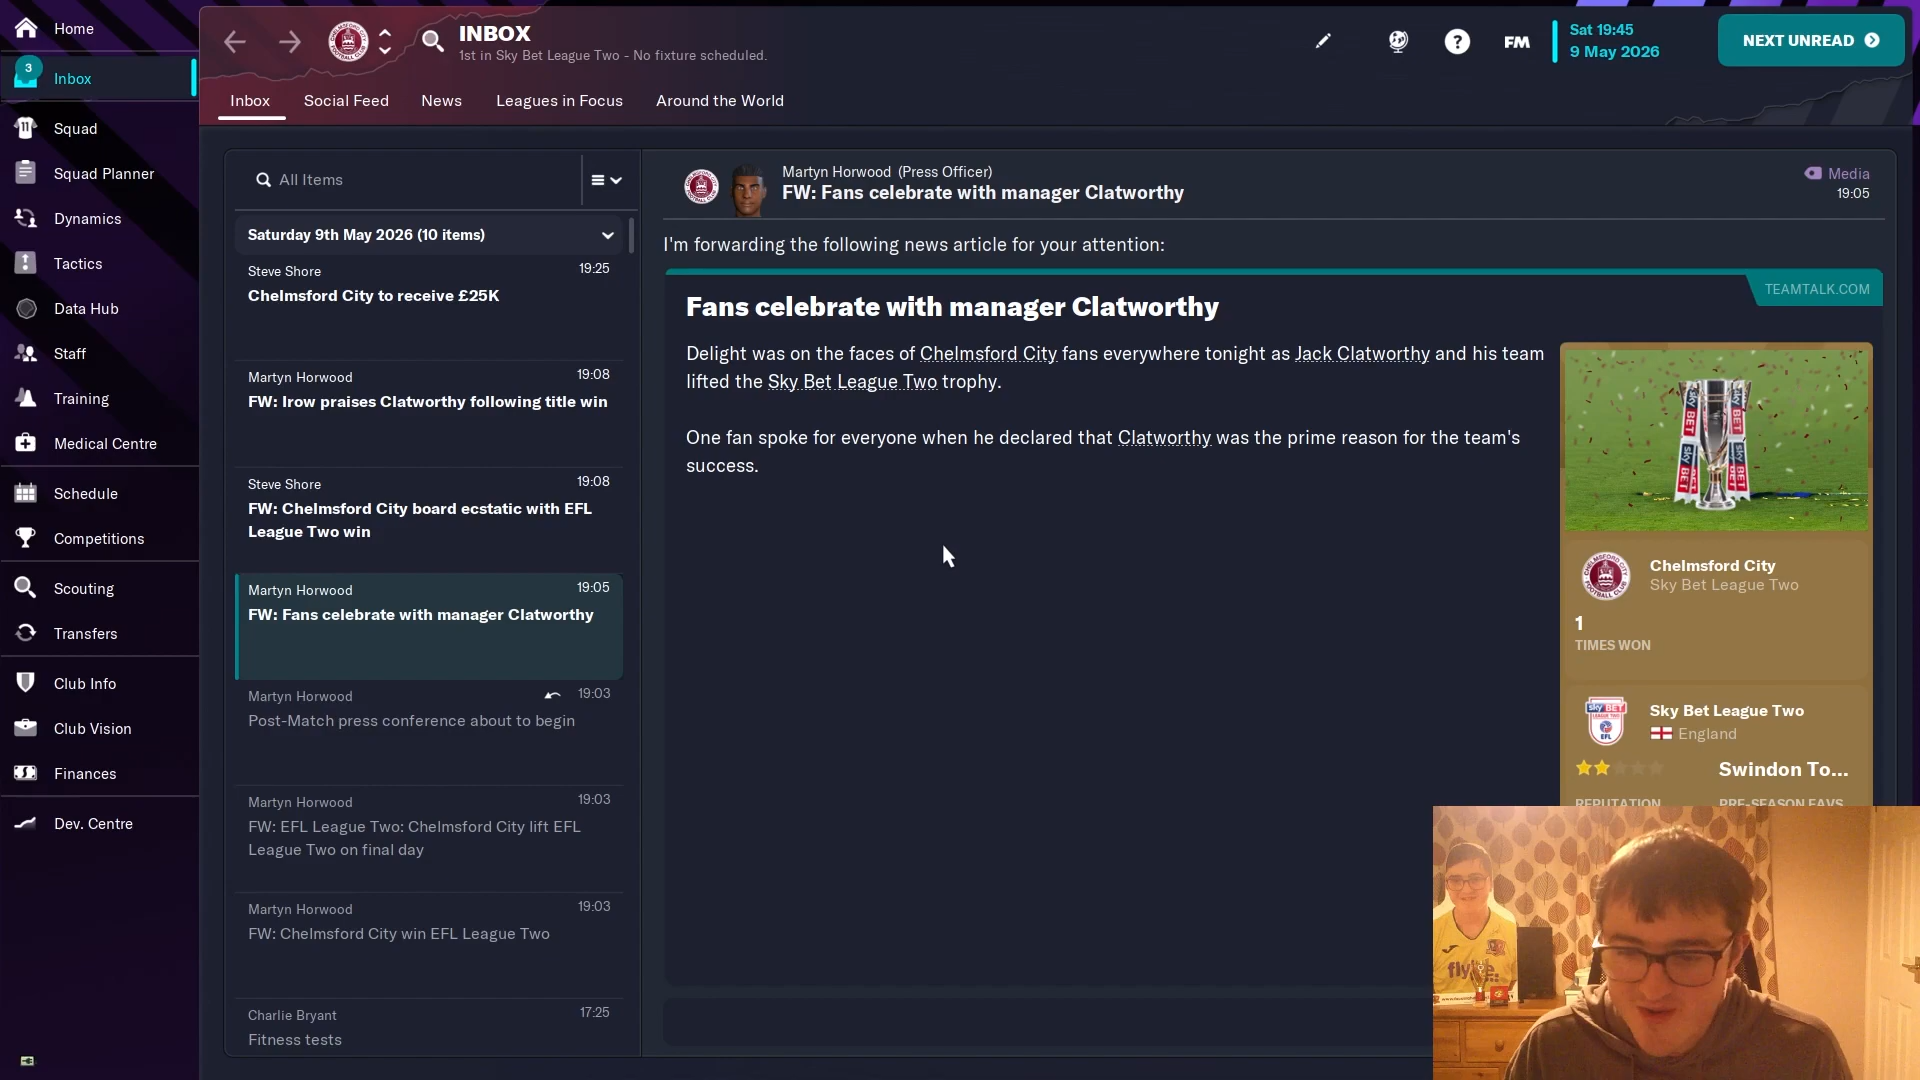 Home
3
Inbox
Squad
Squad Planner
Dynamics
Tactics
Data Hub
Staff
Training
Medical Centre
Schedule
Competitions
Scouting
Transfers
Club Info
Club Vision
Finances
Dev. Centre
INBOX
1st in Sky Bet League Two - No fixture scheduled.
?
FM
Sat 19:45
9 May 2026
NEXT UNREAD
Inbox
Social Feed
News
Leagues in Focus
Around the World
All Items
Saturday 9th May 2026 (10 items)
Steve Shore
19:25
Chelmsford City to receive £25K
Martyn Horwood
19:08
FW: Irow praises Clatworthy following title win
Steve Shore
19:08
FW: Chelmsford City board ecstatic with EFL
League Two win
Martyn Horwood
19:05
FW: Fans celebrate with manager Clatworthy
Martyn Horwood
19:03
Post-Match press conference about to begin
Martyn Horwood
19:03
FW: EFL League Two: Chelmsford City lift EFL
League Two on final day
Martyn Horwood
19:03
FW: Chelmsford City win EFL League Two
Charlie Bryant
17:25
Fitness tests
Martyn Horwood (Press Officer)
FW: Fans celebrate with manager Clatworthy
Media
19:05
I'm forwarding the following news article for your attention:
TEAMTALK.COM
Fans celebrate with manager Clatworthy
Delight was on the faces of Chelmsford City fans everywhere tonight as Jack Clatworthy and his team
lifted the Sky Bet League Two trophy.
One fan spoke for everyone when he declared that Clatworthy was the prime reason for the team's
success.
Chelmsford City
Sky Bet League Two
1
TIMES WON
sky BET
EFL
Sky Bet League Two
England
Swindon To...
REPUTATION
PRE-SEASON FAVS